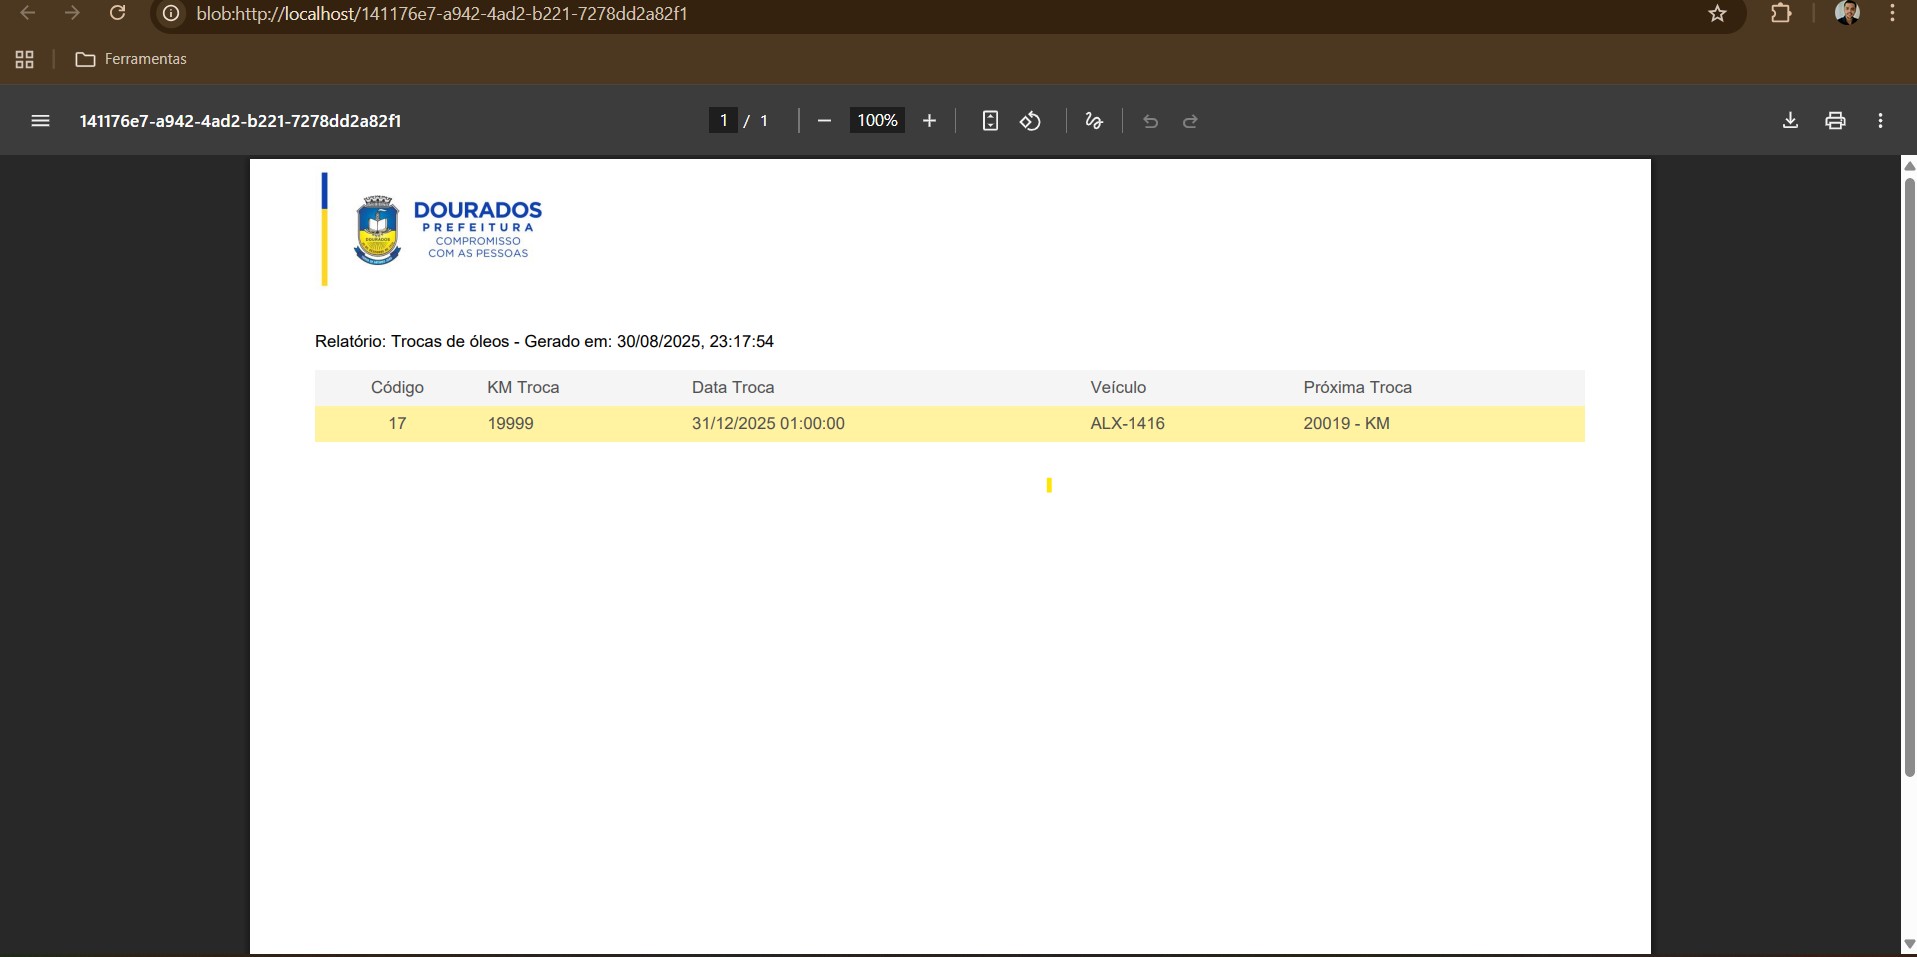 blob:http://localhost/141176e7-a942-4ad2-b221-7278dd2a82f1
Ferramentas
141176e7-a942-4ad2-b221-7278dd2a82f1
1 / 1
100%
DOURADOS
PREFEITURA
COMPROMISSO
COM AS PESSOAS
DOURADOS
Relatório: Trocas de óleos - Gerado em: 30/08/2025, 23:17:54
Código KM Troca Data Troca Veículo Próxima Troca
17 19999 31/12/2025 01:00:00 ALX-1416 20019 - KM